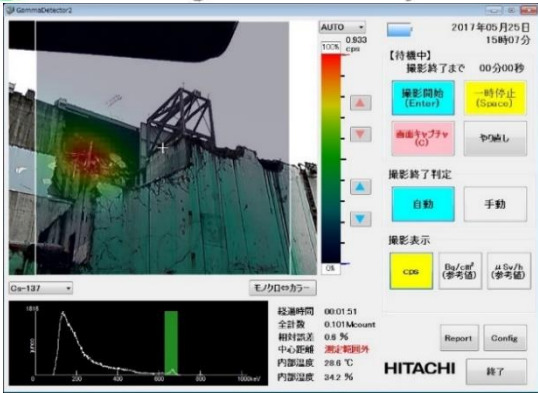 GammaDetector2
AUTO
100%
0.933
cps
0%
2017年05月25日
15時07分
【待機中】
撮影終了まで 00分00秒
撮影開始
(Enter)
一時停止
(Space)
画面キャプチャ
(C)
やり直し
撮影終了判定
自動
手動
撮影表示
cps
Bq/c㎡
(参考値)
μSv/h
(参考値)
Cs-137
モノクロ⇔カラー
経過時間 00:01:51
全計数 0.101Mcount
相対誤差 0.6 %
中心距離 測定範囲外
内部温度 28.6 ℃
内部湿度 34.2 %
0 200 400 600 800 1000keV
Report
Config
HITACHI
終了